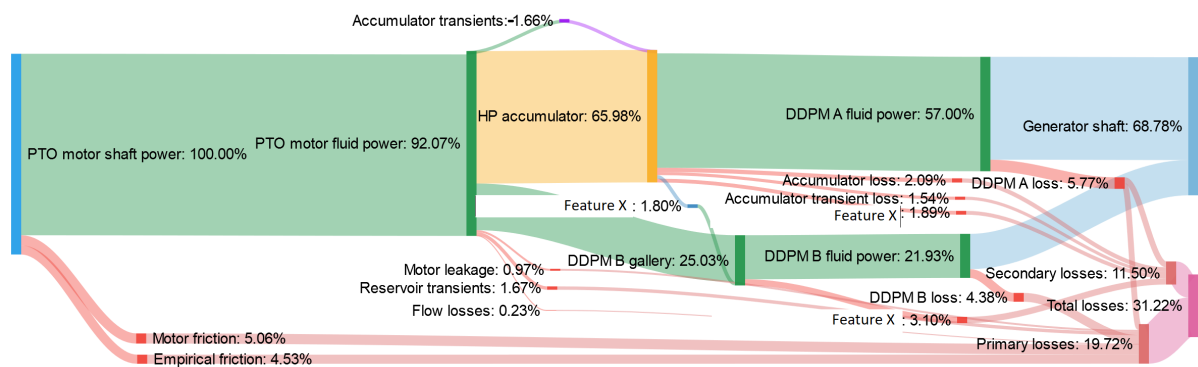 Accumulator transients:-1.66%
HP accumulator: 65.98%
DDPM A fluid power: 57.00%
Generator shaft: 68.78%
PTO motor shaft power: 100.00%
PTO motor fluid power: 92.07%
Accumulator loss: 2.09%
DDPM A loss: 5.77%
Accumulator transient loss: 1.54%
Feature X : 1.80%
Feature X : 1.89%
DDPM B gallery: 25.03%
DDPM B fluid power: 21.93%
Motor leakage: 0.97%
Secondary losses: 11.50%
Reservoir transients: 1.67%
DDPM B loss: 4.38%
Total losses: 31.22%
Flow losses: 0.23%
Feature X : 3.10%
Motor friction: 5.06%
Primary losses: 19.72%
Empirical friction: 4.53%